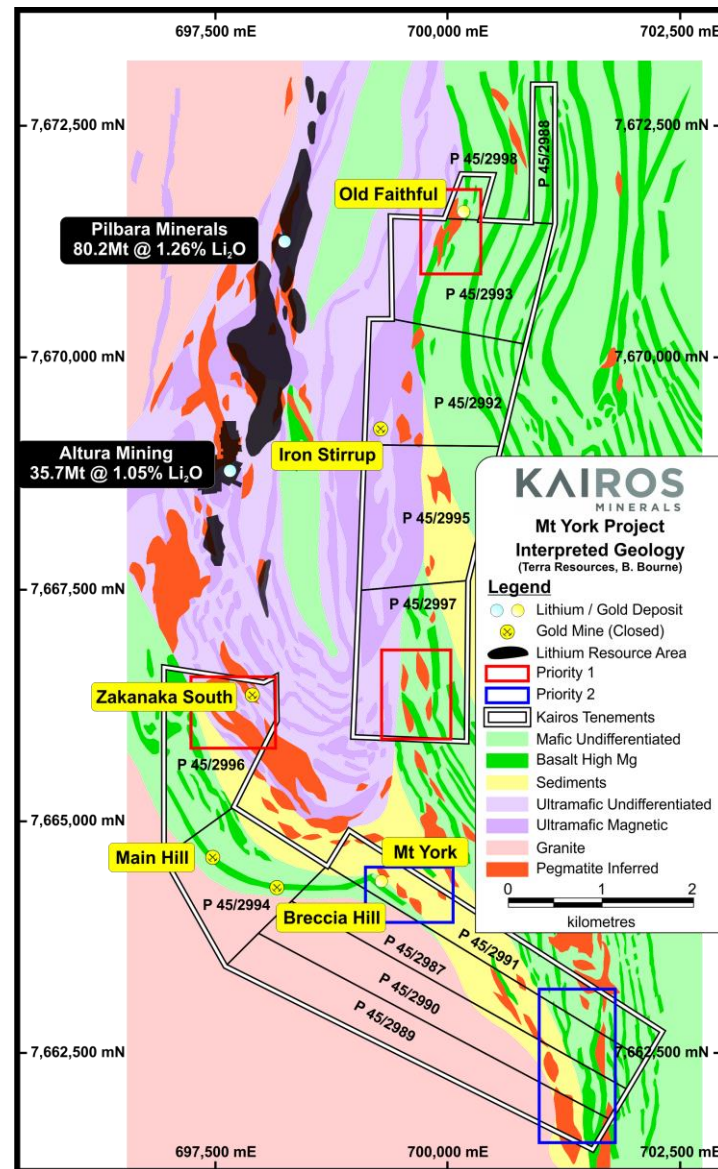 697,500 mE
700,000 mE
702,500 mE
7,672,500 mN
7,672,500 mN
P 45/2988
P 45/2998
Old Faithful
Pilbara Minerals
80.2Mt @ 1.26% Li₂O
P 45/2993
7,670,000 mN
7,670,000 mN
P 45/2992
Iron Stirrup
Altura Mining
35.7Mt @ 1.05% Li₂O
P 45/2995
7,667,500 mN
P 45/2997
Zakanaka South
P 45/2996
7,665,000 mN
Main Hill
Mt York
P 45/2994
Breccia Hill
P 45/2991
P 45/2987
P 45/2990
P 45/2989
7,662,500 mN
7,662,500 mN
KAIROS
MINERALS
Mt York Project
Interpreted Geology
(Terra Resources, B. Bourne)
Legend
Lithium / Gold Deposit
Gold Mine (Closed)
Lithium Resource Area
Priority 1
Priority 2
Kairos Tenements
Mafic Undifferentiated
Basalt High Mg
Sediments
Ultramafic Undifferentiated
Ultramafic Magnetic
Granite
Pegmatite Inferred
0 1 2
kilometres
697,500 mE
700,000 mE
702,500 mE